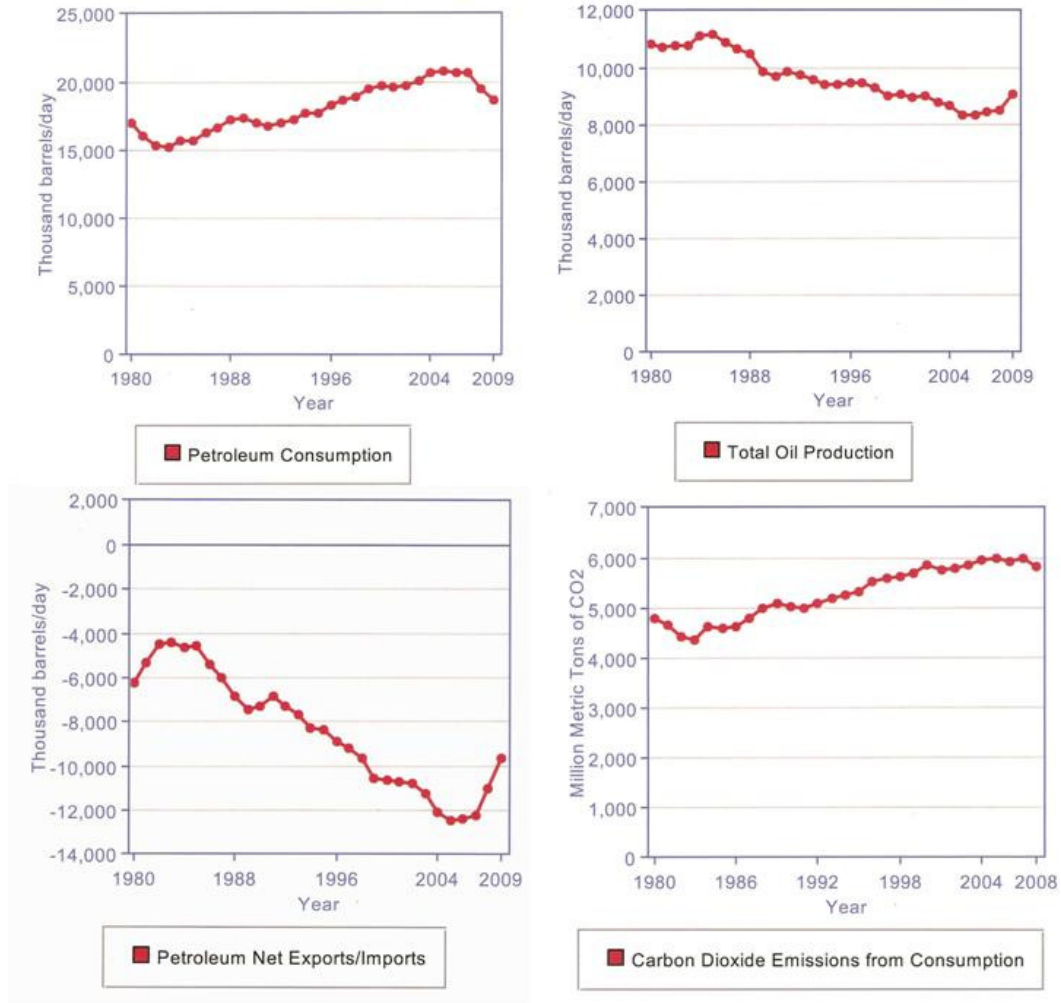 25,000
20,000
15,000
10,000
5,000
0
Thousand barrels/day
1980 1988 1996 2004 2009
Year
Petroleum Consumption
12,000
10,000
8,000
6,000
4,000
2,000
0
Thousand barrels/day
1980 1988 1996 2004 2009
Year
Total Oil Production
2,000
0
-2,000
-4,000
-6,000
-8,000
-10,000
-12,000
-14,000
Thousand barrels/day
1980 1988 1996 2004 2009
Year
Petroleum Net Exports/Imports
7,000
6,000
5,000
4,000
3,000
2,000
1,000
0
Million Metric Tons of CO2
1980 1986 1992 1998 2004 2008
Year
Carbon Dioxide Emissions from Consumption